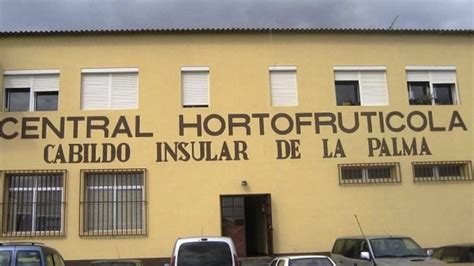 CENTRAL HORTOFRUTICOLA
CABILDO INSULAR DE LA PALMA